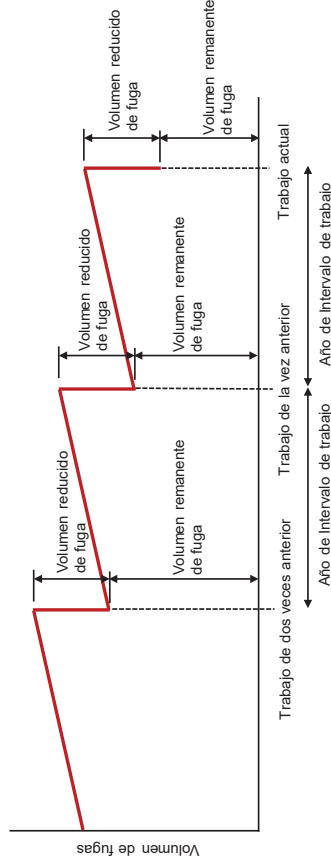 Volumen de fugas
Volumen reducido
de fuga
Volumen remanente
de fuga
Volumen reducido
de fuga
Volumen remanente
de fuga
Volumen reducido
de fuga
Volumen remanente
de fuga
Trabajo de dos veces anterior
Trabajo de la vez anterior
Trabajo actual
Año de Intervalo de trabajo
Año de Intervalo de trabajo